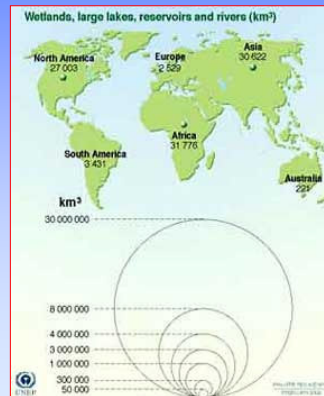 Wetlands, large lakes, reservoirs and rivers (km³)
Asia
30 622
Europe
2 529
North America
27 003
Africa
31 776
South America
3 431
Australia
221
km³
30 000 000
8 000 000
4 000 000
3 000 000
1 000 000
300 000
50 000
UNEP